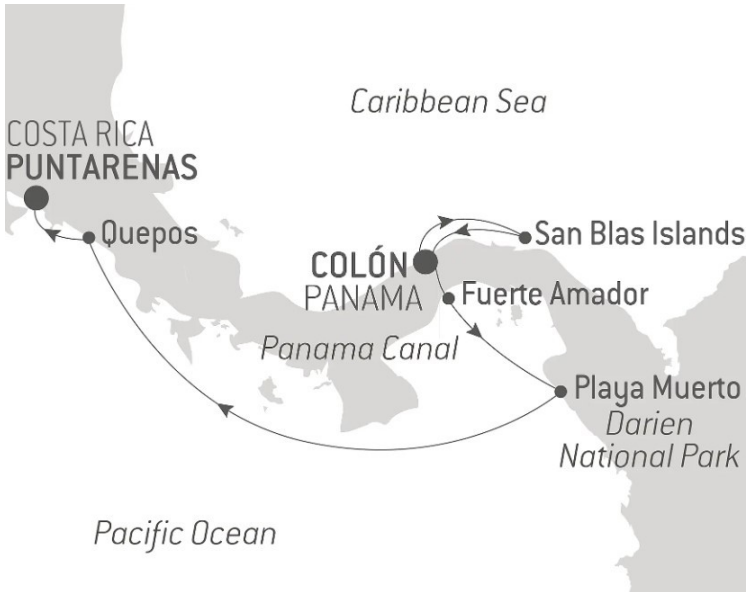 Caribbean Sea
COSTA RICA
PUNTARENAS
Quepos
San Blas Islands
COLÓN
PANAMA
Fuerte Amador
Panama Canal
Playa Muerto
Darien
National Park
Pacific Ocean